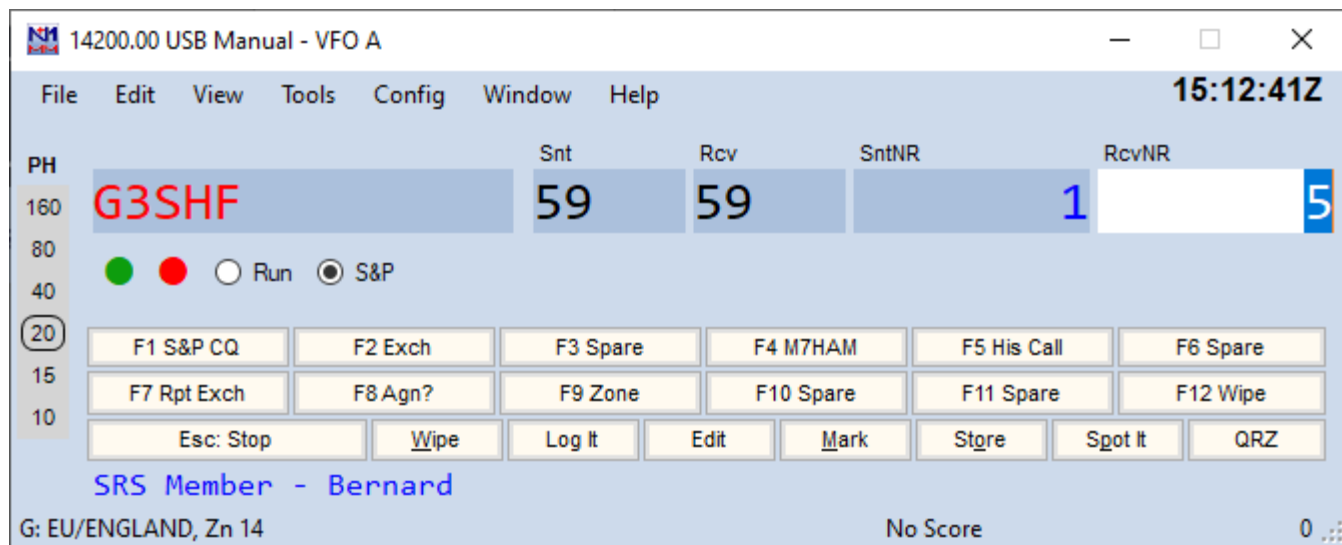 14200.00 USB Manual - VFO A
File Edit View Tools Config Window Help 15:12:41Z
PH Snt Rcv SntNR RcvNR
G3SHF 59 59 1 5
160
80
40
20
15
10
Run S&P
F1 S&P CQ F2 Exch F3 Spare F4 M7HAM F5 His Call F6 Spare
F7 Rpt Exch F8 Agn? F9 Zone F10 Spare F11 Spare F12 Wipe
Esc: Stop Wipe Log It Edit Mark Store Spot It QRZ
SRS Member - Bernard
G: EU/ENGLAND, Zn 14 No Score 0